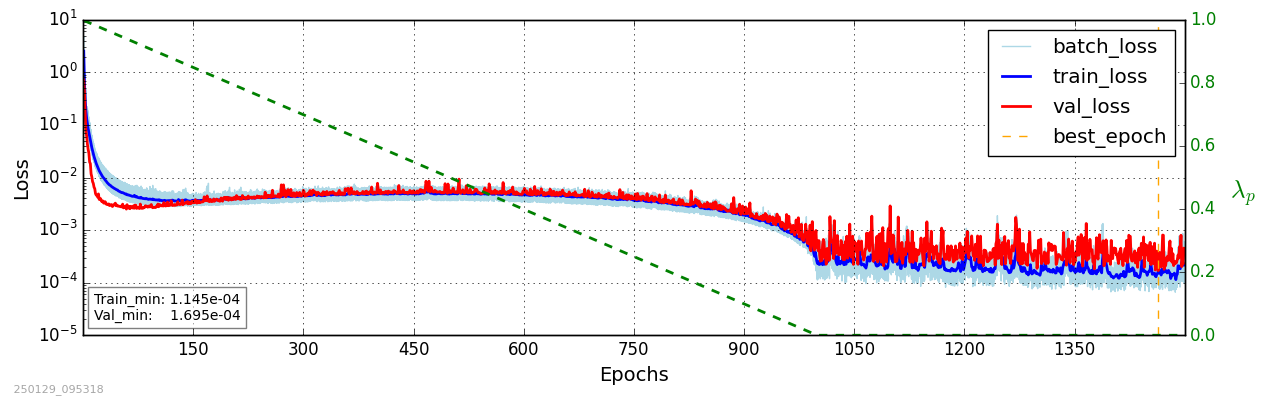 10^1
10^0
10^-1
10^-2
10^-3
10^-4
10^-5
Loss
1.0
0.8
0.6
0.4
0.2
0.0
λ_p
batch_loss
train_loss
val_loss
best_epoch
Train_min: 1.145e-04
Val_min: 1.695e-04
150 300 450 600 750 900 1050 1200 1350
Epochs
250129_095318